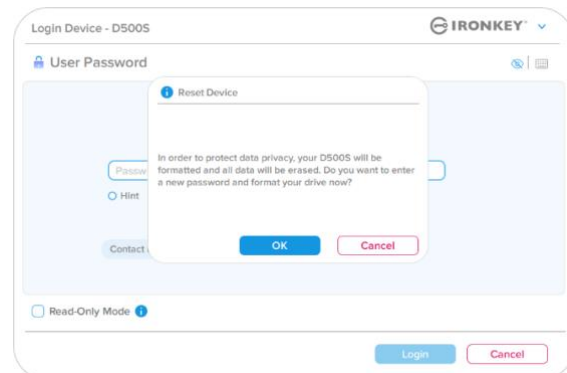 Login Device - D500S
IRONKEY
User Password
Reset Device
In order to protect data privacy, your D500S will be
formatted and all data will be erased. Do you want to enter
a new password and format your drive now?
Passw
Hint
OK
Cancel
Contact
Read-Only Mode
Login
Cancel